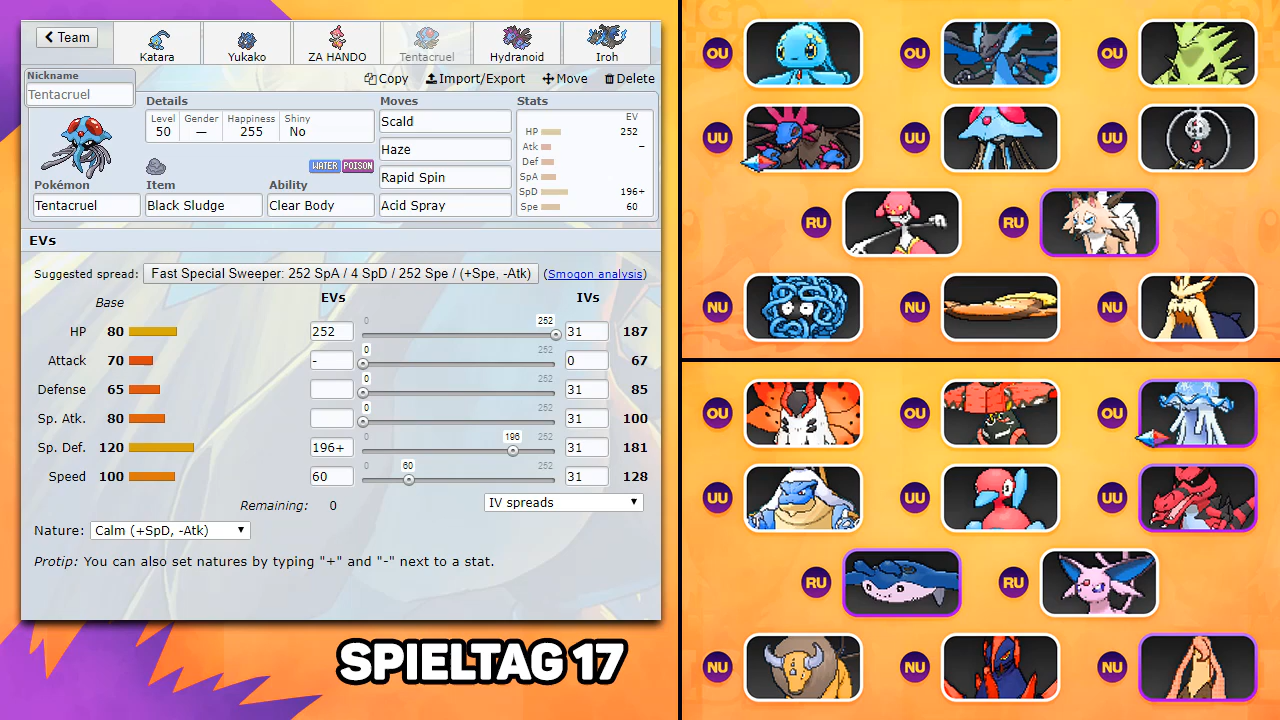 Team
Katara
Yukako
ZA HANDO
Tentacruel
Hydranoid
Iroh
Nickname
Tentacruel
Copy
Import/Export
Move
Delete
Details
Moves
Stats
Level
Gender
Happiness
Shiny
50
—
255
No
Scald
Haze
Rapid Spin
Acid Spray
EV
HP 252
Atk –
Def
SpA
SpD 196+
Spe 60
WATER POISON
Pokémon
Item
Ability
Tentacruel
Black Sludge
Clear Body
EVs
Suggested spread: Fast Special Sweeper: 252 SpA / 4 SpD / 252 Spe / (+Spe, -Atk) (Smogon analysis)
Base EVs IVs
HP 80 252 0 252 31 187
Attack 70 - 0 252 0 67
Defense 65 0 252 31 85
Sp. Atk. 80 0 252 31 100
Sp. Def. 120 196+ 0 196 252 31 181
Speed 100 60 0 60 252 31 128
Remaining: 0
IV spreads
Nature: Calm (+SpD, -Atk)
Protip: You can also set natures by typing "+" and "-" next to a stat.
SPIELTAG 17
OU OU OU
UU UU UU
RU RU
NU NU NU
OU OU OU
UU UU UU
RU RU
NU NU NU